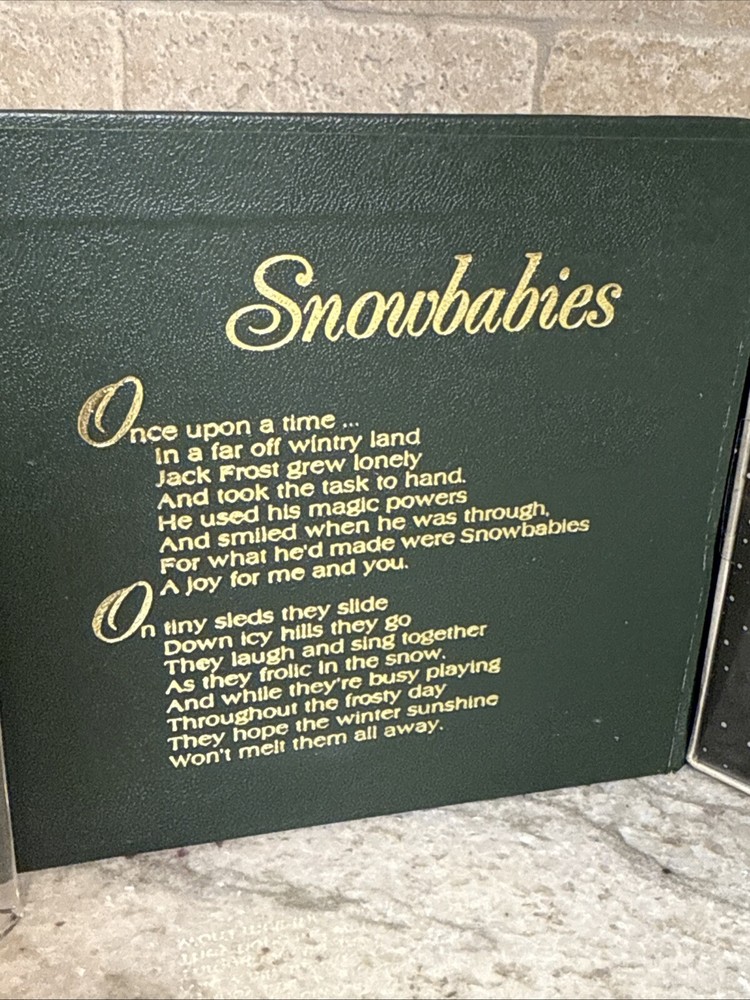 Snowbabies
Once upon a time ...
In a far off wintry land
Jack Frost grew lonely
And took the task to hand.
He used his magic powers
And smiled when he was through,
For what he'd made were Snowbabies
A joy for me and you.
On tiny sleds they slide
Down icy hills they go
They laugh and sing together
As they frolic in the snow.
And while they're busy playing
Throughout the frosty day
They hope the winter sunshine
Won't melt them all away.